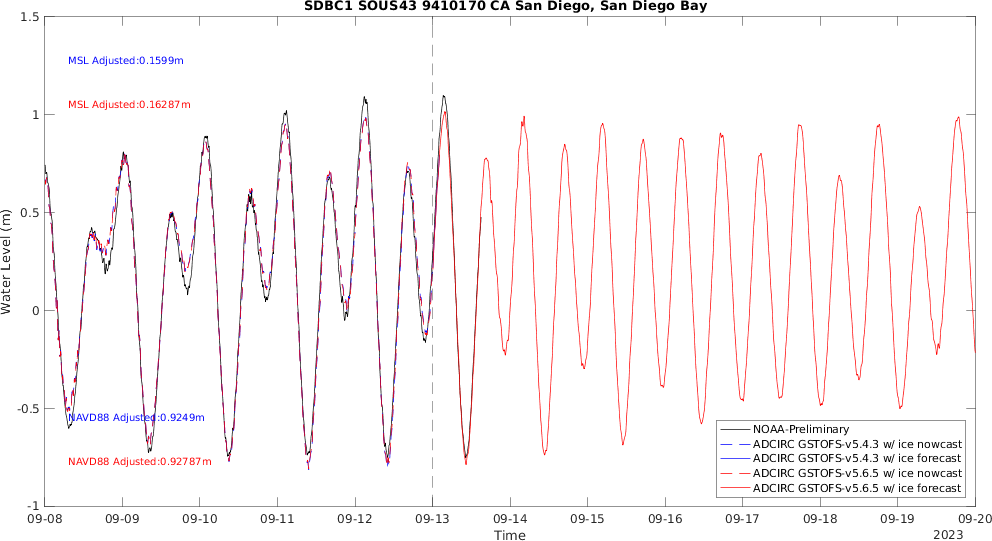 SDBC1 SOUS43 9410170 CA San Diego, San Diego Bay
1.5
MSL Adjusted:0.1599m
MSL Adjusted:0.16287m
1
0.5
Water Level (m)
0
-0.5
NAVD88 Adjusted:0.9249m
NAVD88 Adjusted:0.92787m
NOAA-Preliminary
ADCIRC GSTOFS-v5.4.3 w/ ice nowcast
ADCIRC GSTOFS-v5.4.3 w/ ice forecast
ADCIRC GSTOFS-v5.6.5 w/ ice nowcast
ADCIRC GSTOFS-v5.6.5 w/ ice forecast
-1
09-08 09-09 09-10 09-11 09-12 09-13 09-14 09-15 09-16 09-17 09-18 09-19 09-20
Time
2023